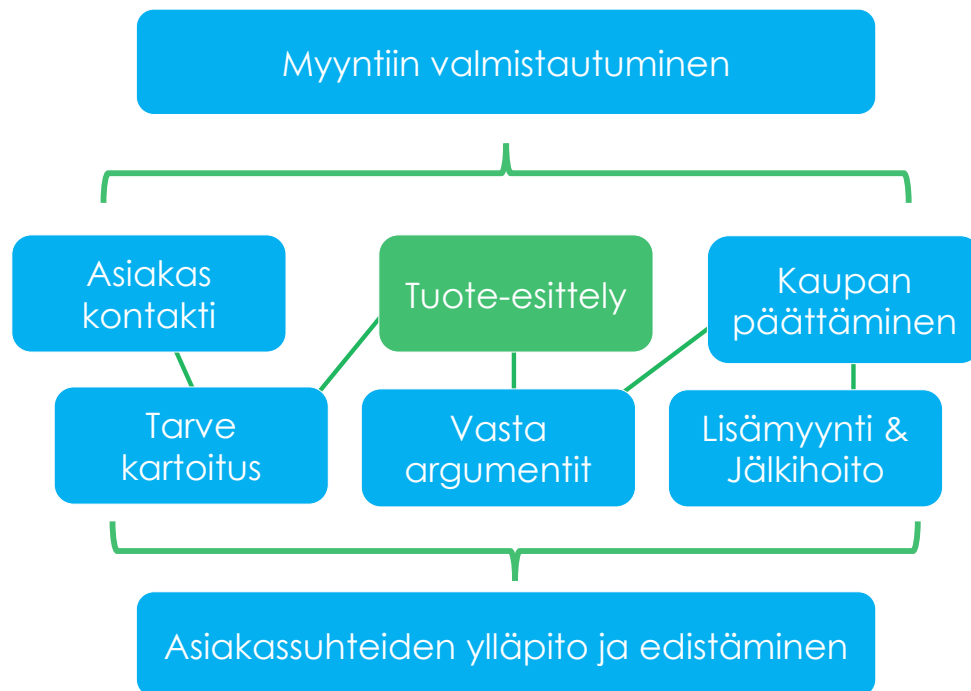 Myyntiin valmistautuminen
Asiakas
kontakti
Tuote-esittely
Kaupan
päättäminen
Tarve
kartoitus
Vasta
argumentit
Lisämyynti &
Jälkihoito
Asiakassuhteiden ylläpito ja edistäminen